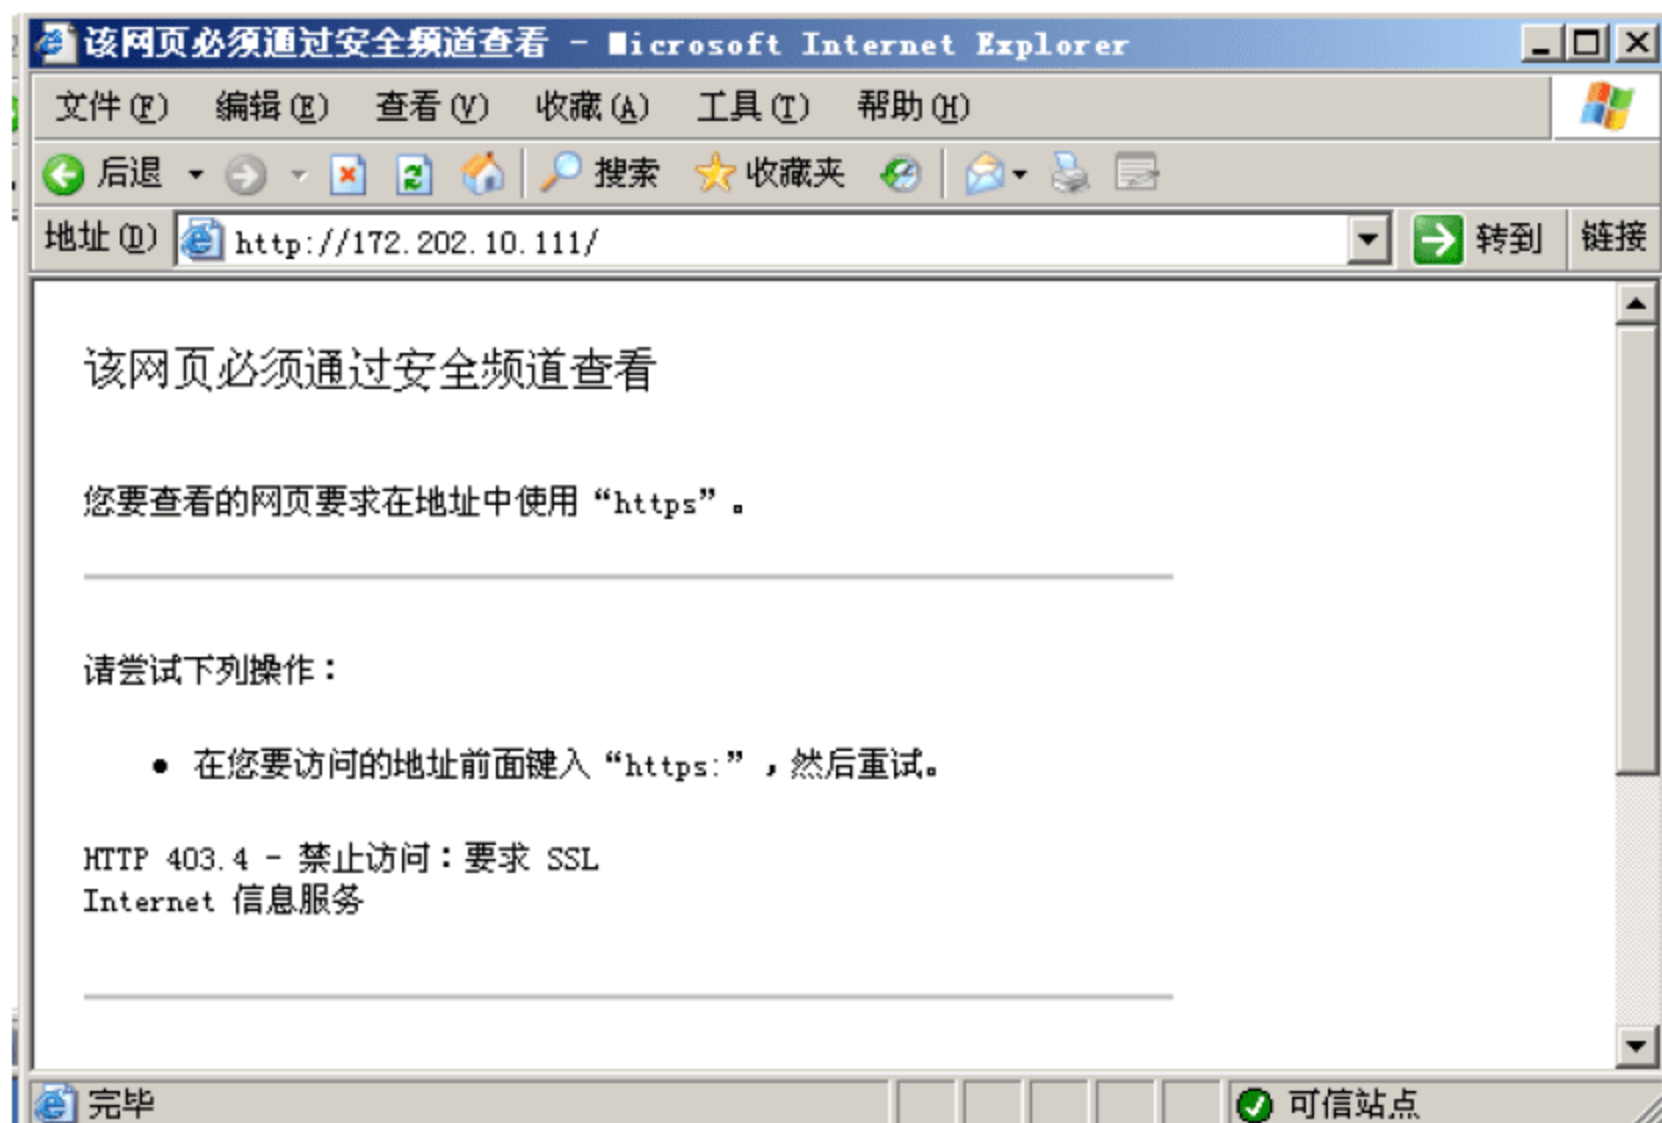 该网页必须通过安全频道查看 - Microsoft Internet Explorer
文件(F) 编辑(E) 查看(V) 收藏(A) 工具(T) 帮助(H)
后退 搜索 收藏夹
地址(D) http://172.202.10.111/ 转到 链接
该网页必须通过安全频道查看
您要查看的网页要求在地址中使用“https”。
请尝试下列操作：
• 在您要访问的地址前面键入“https:”，然后重试。
HTTP 403.4 - 禁止访问：要求 SSL
Internet 信息服务
完毕 可信站点